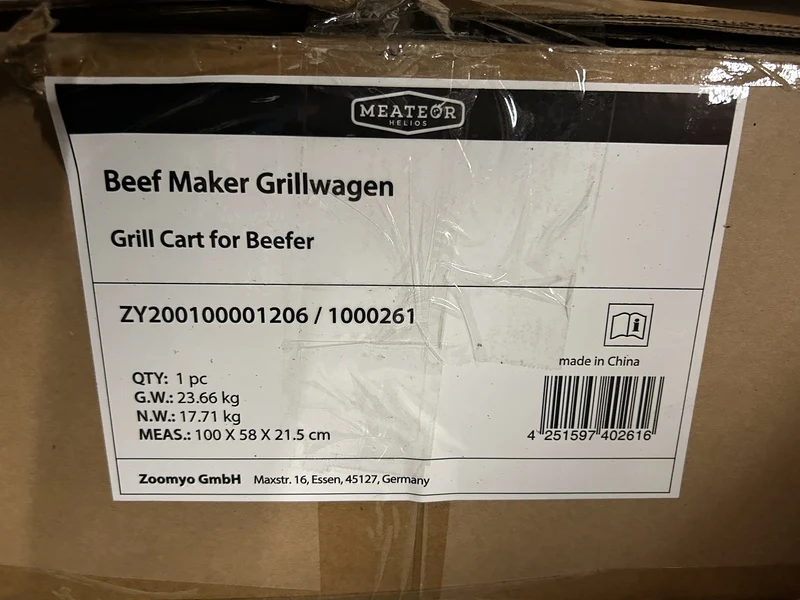 MEATEOR
HELIOS
Beef Maker Grillwagen
Grill Cart for Beefer
ZY200100001206 / 1000261
made in China
QTY: 1 pc
G.W.: 23.66 kg
N.W.: 17.71 kg
MEAS.: 100 X 58 X 21.5 cm
4 251597 402616
Zoomyo GmbH Maxstr. 16, Essen, 45127, Germany